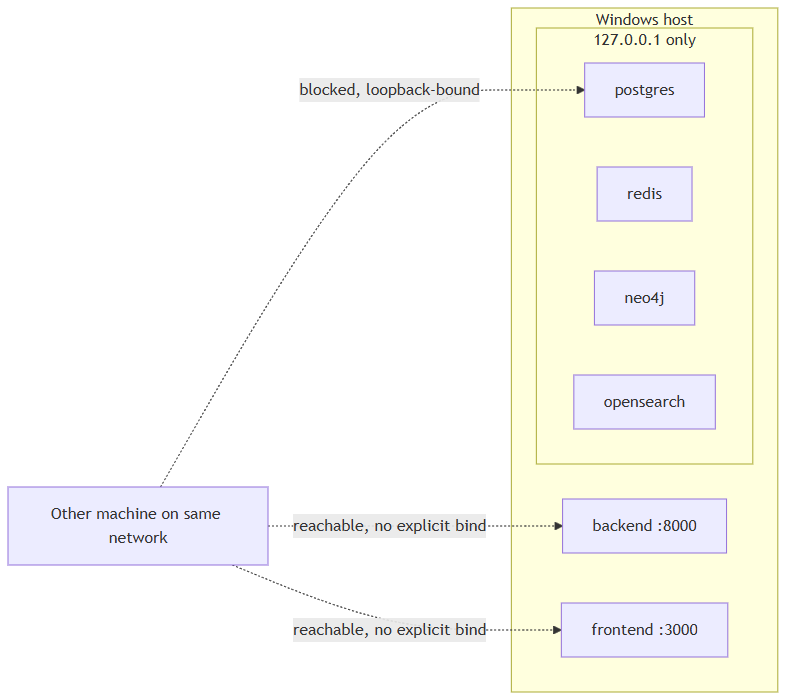 Windows host
127.0.0.1 only
blocked, loopback-bound
postgres
redis
neo4j
opensearch
Other machine on same
network
reachable, no explicit bind
backend :8000
reachable, no explicit bind
frontend :3000